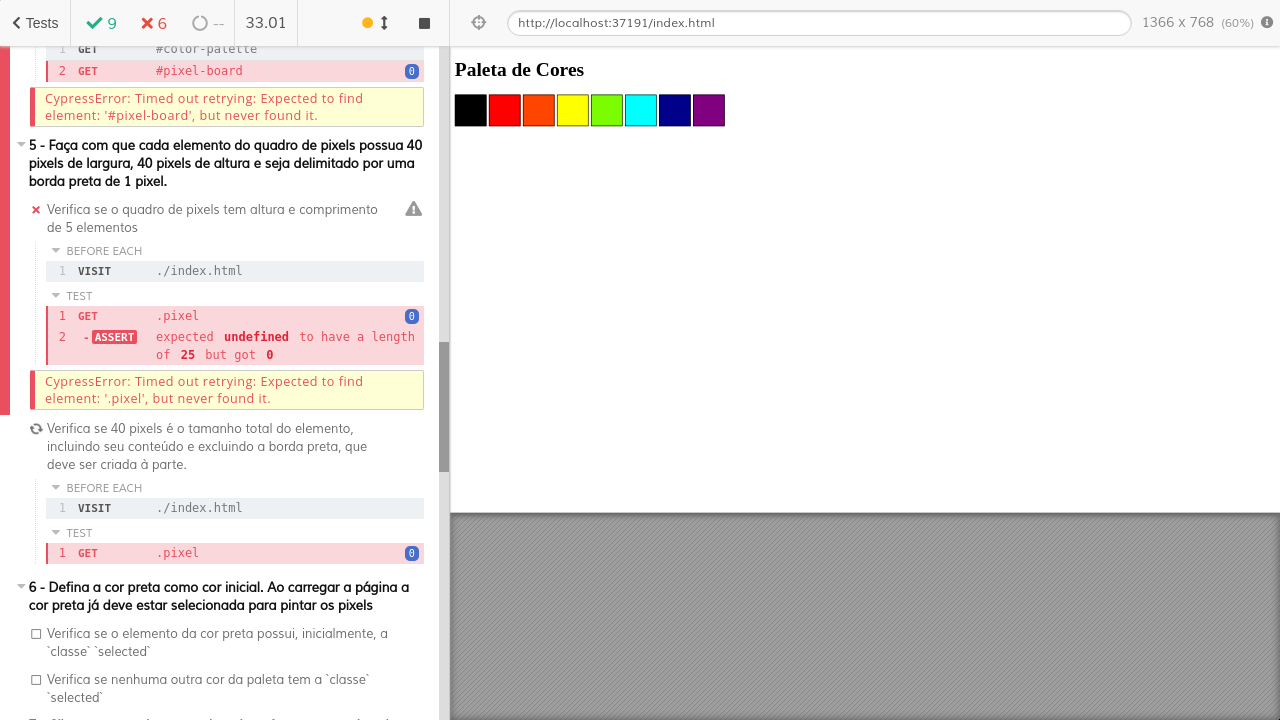 Tests 9 6 -- 33.01 http://localhost:37191/index.html 1366 x 768 (60%)
1 GET #color-palette
2 GET #pixel-board 0
CypressError: Timed out retrying: Expected to find
element: '#pixel-board', but never found it.
5 - Faça com que cada elemento do quadro de pixels possua 40
pixels de largura, 40 pixels de altura e seja delimitado por uma
borda preta de 1 pixel.
Verifica se o quadro de pixels tem altura e comprimento
de 5 elementos
BEFORE EACH
1 VISIT ./index.html
TEST
1 GET .pixel 0
2 -ASSERT expected undefined to have a length
of 25 but got 0
CypressError: Timed out retrying: Expected to find
element: '.pixel', but never found it.
Verifica se 40 pixels é o tamanho total do elemento,
incluindo seu conteúdo e excluindo a borda preta, que
deve ser criada à parte.
BEFORE EACH
1 VISIT ./index.html
TEST
1 GET .pixel 0
6 - Defina a cor preta como cor inicial. Ao carregar a página a
cor preta já deve estar selecionada para pintar os pixels
Verifica se o elemento da cor preta possui, inicialmente, a
`classe` `selected`
Verifica se nenhuma outra cor da paleta tem a `classe`
`selected`
Paleta de Cores